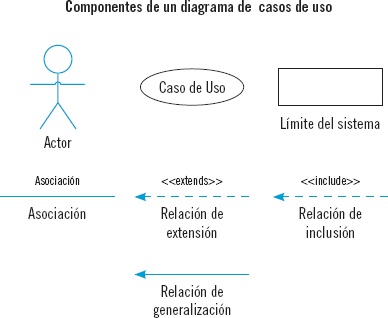 Componentes de un diagrama de casos de uso
Actor
Caso de Uso
Límite del sistema
Asociación
Asociación
<<extends>>
Relación de
extensión
<<include>>
Relación de
inclusión
Relación de
generalización